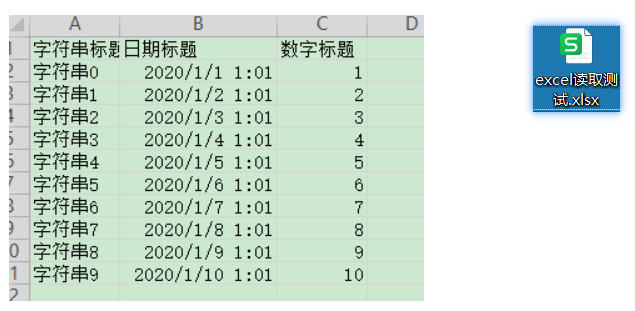 A B C D
1 字符串标题 日期标题 数字标题
2 字符串0 2020/1/1 1:01 1
3 字符串1 2020/1/2 1:01 2
4 字符串2 2020/1/3 1:01 3
5 字符串3 2020/1/4 1:01 4
6 字符串4 2020/1/5 1:01 5
7 字符串5 2020/1/6 1:01 6
8 字符串6 2020/1/7 1:01 7
9 字符串7 2020/1/8 1:01 8
0 字符串8 2020/1/9 1:01 9
1 字符串9 2020/1/10 1:01 10
2
S
excel读取测
试.xlsx